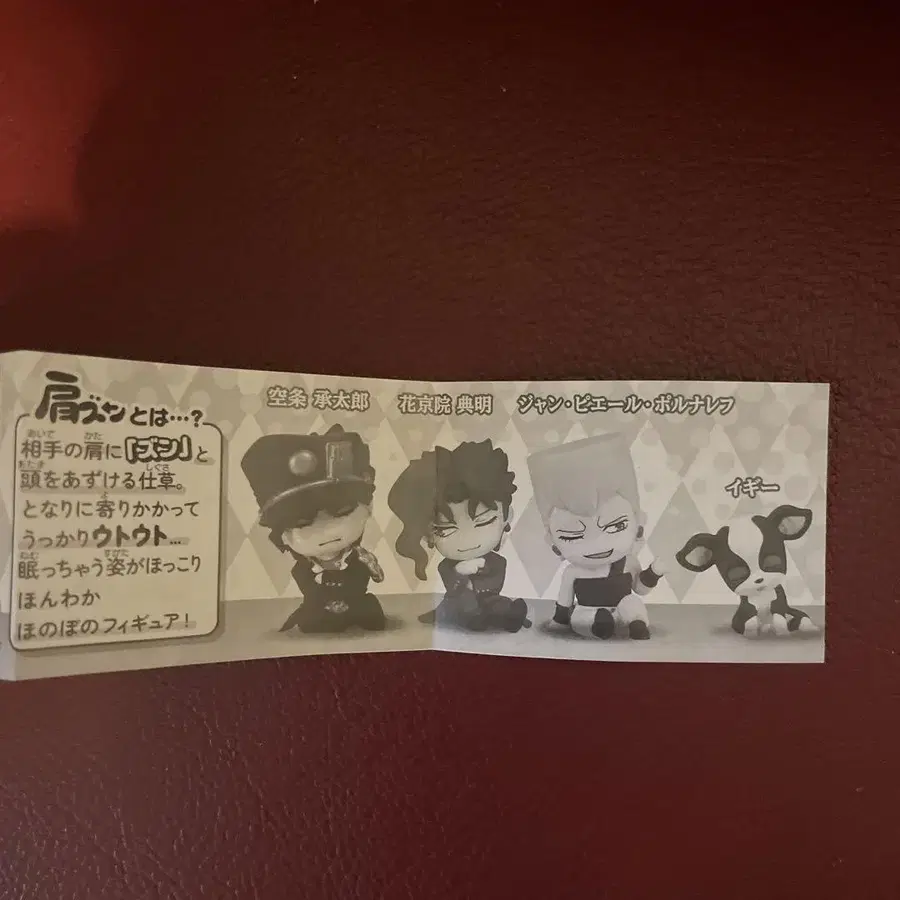 肩ズンとは…?
相手の肩に「ズン」と
頭をあずける仕草。
となりに寄りかかって
うっかりウトウト…
眠っちゃう姿がほっこり
ほんわか
ほのぼのフィギュア!
空条 承太郎
花京院 典明
ジャン・ピエール・ポルナレフ
イギー